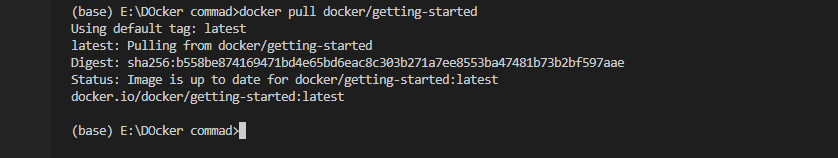 (base) E:\DOcker commad>docker pull docker/getting-started
Using default tag: latest
latest: Pulling from docker/getting-started
Digest: sha256:b558be874169471bd4e65bd6eac8c303b271a7ee8553ba47481b73b2bf597aae
Status: Image is up to date for docker/getting-started:latest
docker.io/docker/getting-started:latest
(base) E:\DOcker commad>